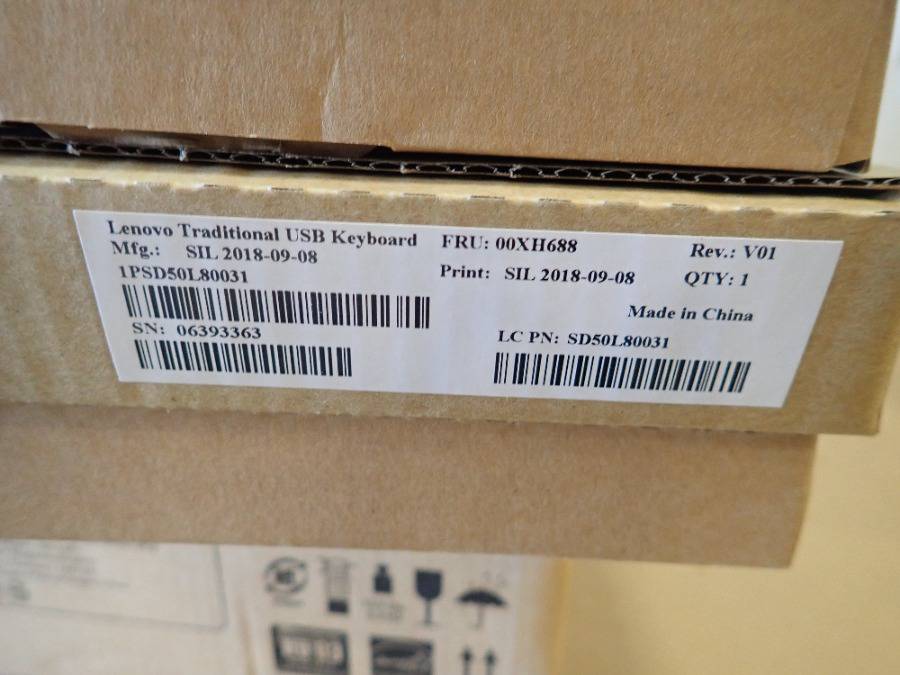 Lenovo Traditional USB Keyboard FRU: 00XH688 Rev.: V01
Mfg.: SIL 2018-09-08 Print: SIL 2018-09-08 QTY: 1
1PSD50L80031
Made in China
SN: 06393363 LC PN: SD50L80031